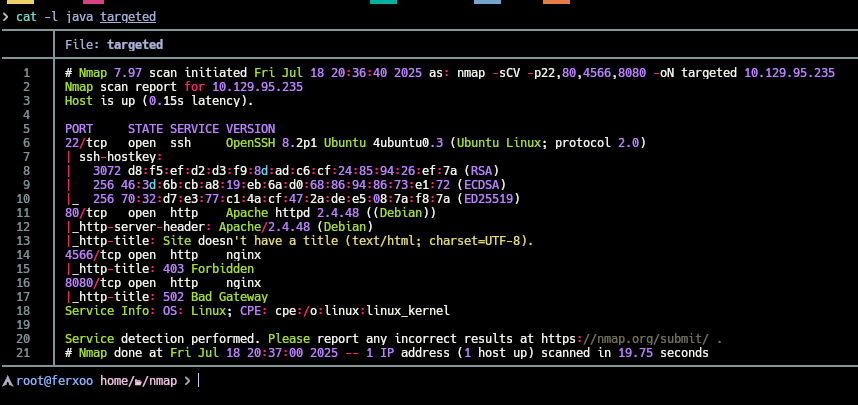 ❯ cat -l java targeted
File: targeted
1 # Nmap 7.97 scan initiated Fri Jul 18 20:36:40 2025 as: nmap -sCV -p22,80,4566,8080 -oN targeted 10.129.95.235
2 Nmap scan report for 10.129.95.235
3 Host is up (0.15s latency).
4
5 PORT     STATE SERVICE VERSION
6 22/tcp   open  ssh     OpenSSH 8.2p1 Ubuntu 4ubuntu0.3 (Ubuntu Linux; protocol 2.0)
7 | ssh-hostkey:
8 |   3072 d8:f5:ef:d2:d3:f9:8d:ad:c6:cf:24:85:94:26:ef:7a (RSA)
9 |   256 46:3d:6b:cb:a8:19:eb:6a:d0:68:86:94:86:73:e1:72 (ECDSA)
10 |_  256 70:32:d7:e3:77:c1:4a:cf:47:2a:de:e5:08:7a:f8:7a (ED25519)
11 80/tcp   open  http    Apache httpd 2.4.48 ((Debian))
12 |_http-server-header: Apache/2.4.48 (Debian)
13 |_http-title: Site doesn't have a title (text/html; charset=UTF-8).
14 4566/tcp open  http    nginx
15 |_http-title: 403 Forbidden
16 8080/tcp open  http    nginx
17 |_http-title: 502 Bad Gateway
18 Service Info: OS: Linux; CPE: cpe:/o:linux:linux_kernel
19
20 Service detection performed. Please report any incorrect results at https://nmap.org/submit/ .
21 # Nmap done at Fri Jul 18 20:37:00 2025 -- 1 IP address (1 host up) scanned in 19.75 seconds
root@ferxoo home/📂/nmap ❯